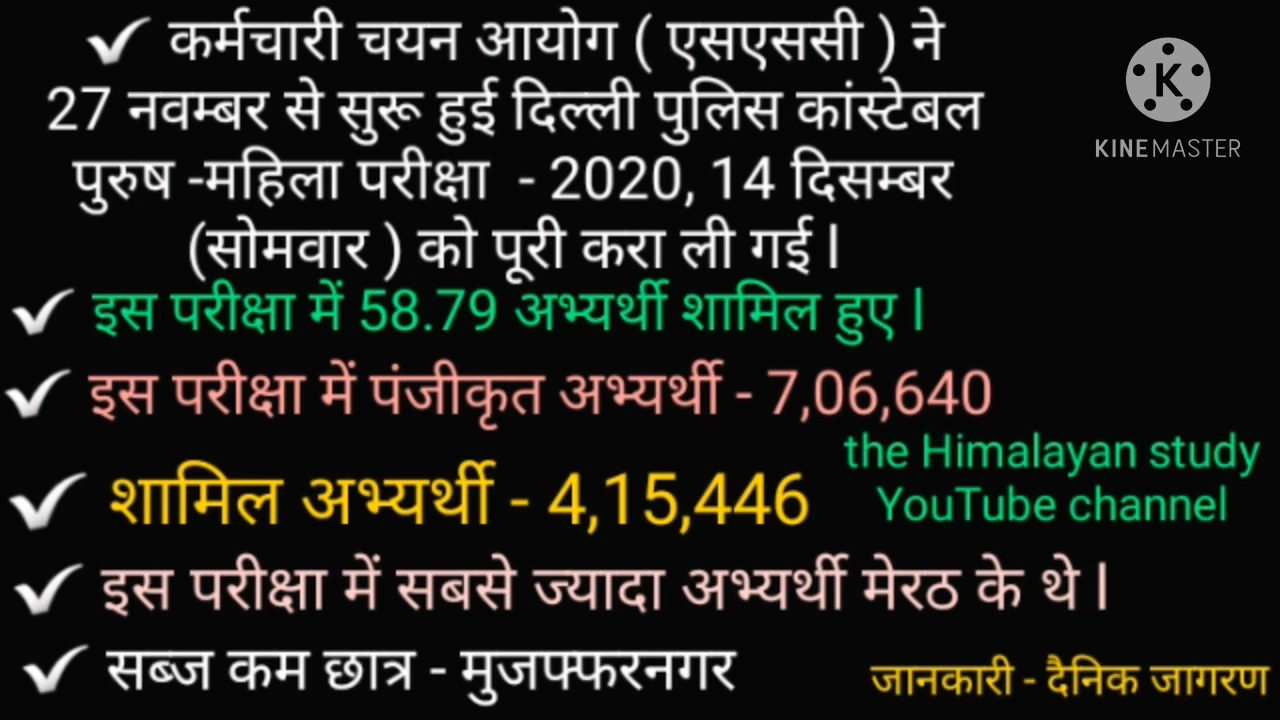 कर्मचारी चयन आयोग ( एसएससी ) ने
27 नवम्बर से सुरू हुई दिल्ली पुलिस कांस्टेबल
पुरुष -महिला परीक्षा - 2020, 14 दिसम्बर
(सोमवार ) को पूरी करा ली गई l
इस परीक्षा में 58.79 अभ्यर्थी शामिल हुए l
इस परीक्षा में पंजीकृत अभ्यर्थी - 7,06,640
शामिल अभ्यर्थी - 4,15,446
इस परीक्षा में सबसे ज्यादा अभ्यर्थी मेरठ के थे l
सब्ज कम छात्र - मुजफ्फरनगर
K
KINEMASTER
the Himalayan study
YouTube channel
जानकारी - दैनिक जागरण